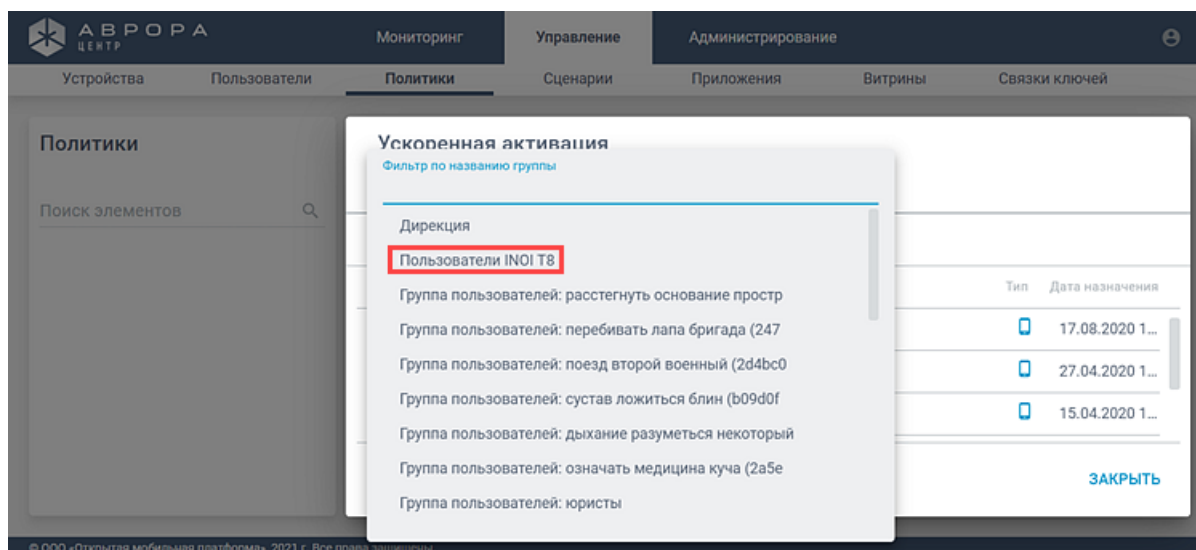 АВРОРА
ЦЕНТР
Мониторинг Управление Администрирование
Устройства Пользователи Политики Сценарии Приложения Витрины Связки ключей
Политики
Поиск элементов
Ускоренная активация
Фильтр по названию группы
Дирекция
Пользователи INOI T8
Группа пользователей: расстегнуть основание простр
Группа пользователей: перебивать лапа бригада (247
Группа пользователей: поезд второй военный (2d4bc0
Группа пользователей: сустав ложиться блин (b09d0f
Группа пользователей: дыхание разуметься некоторый
Группа пользователей: означать медицина куча (2a5e
Группа пользователей: юристы
Тип Дата назначения
17.08.2020 1...
27.04.2020 1...
15.04.2020 1...
ЗАКРЫТЬ
© ООО «Открытая мобильная платформа», 2021 г. Все права защищены